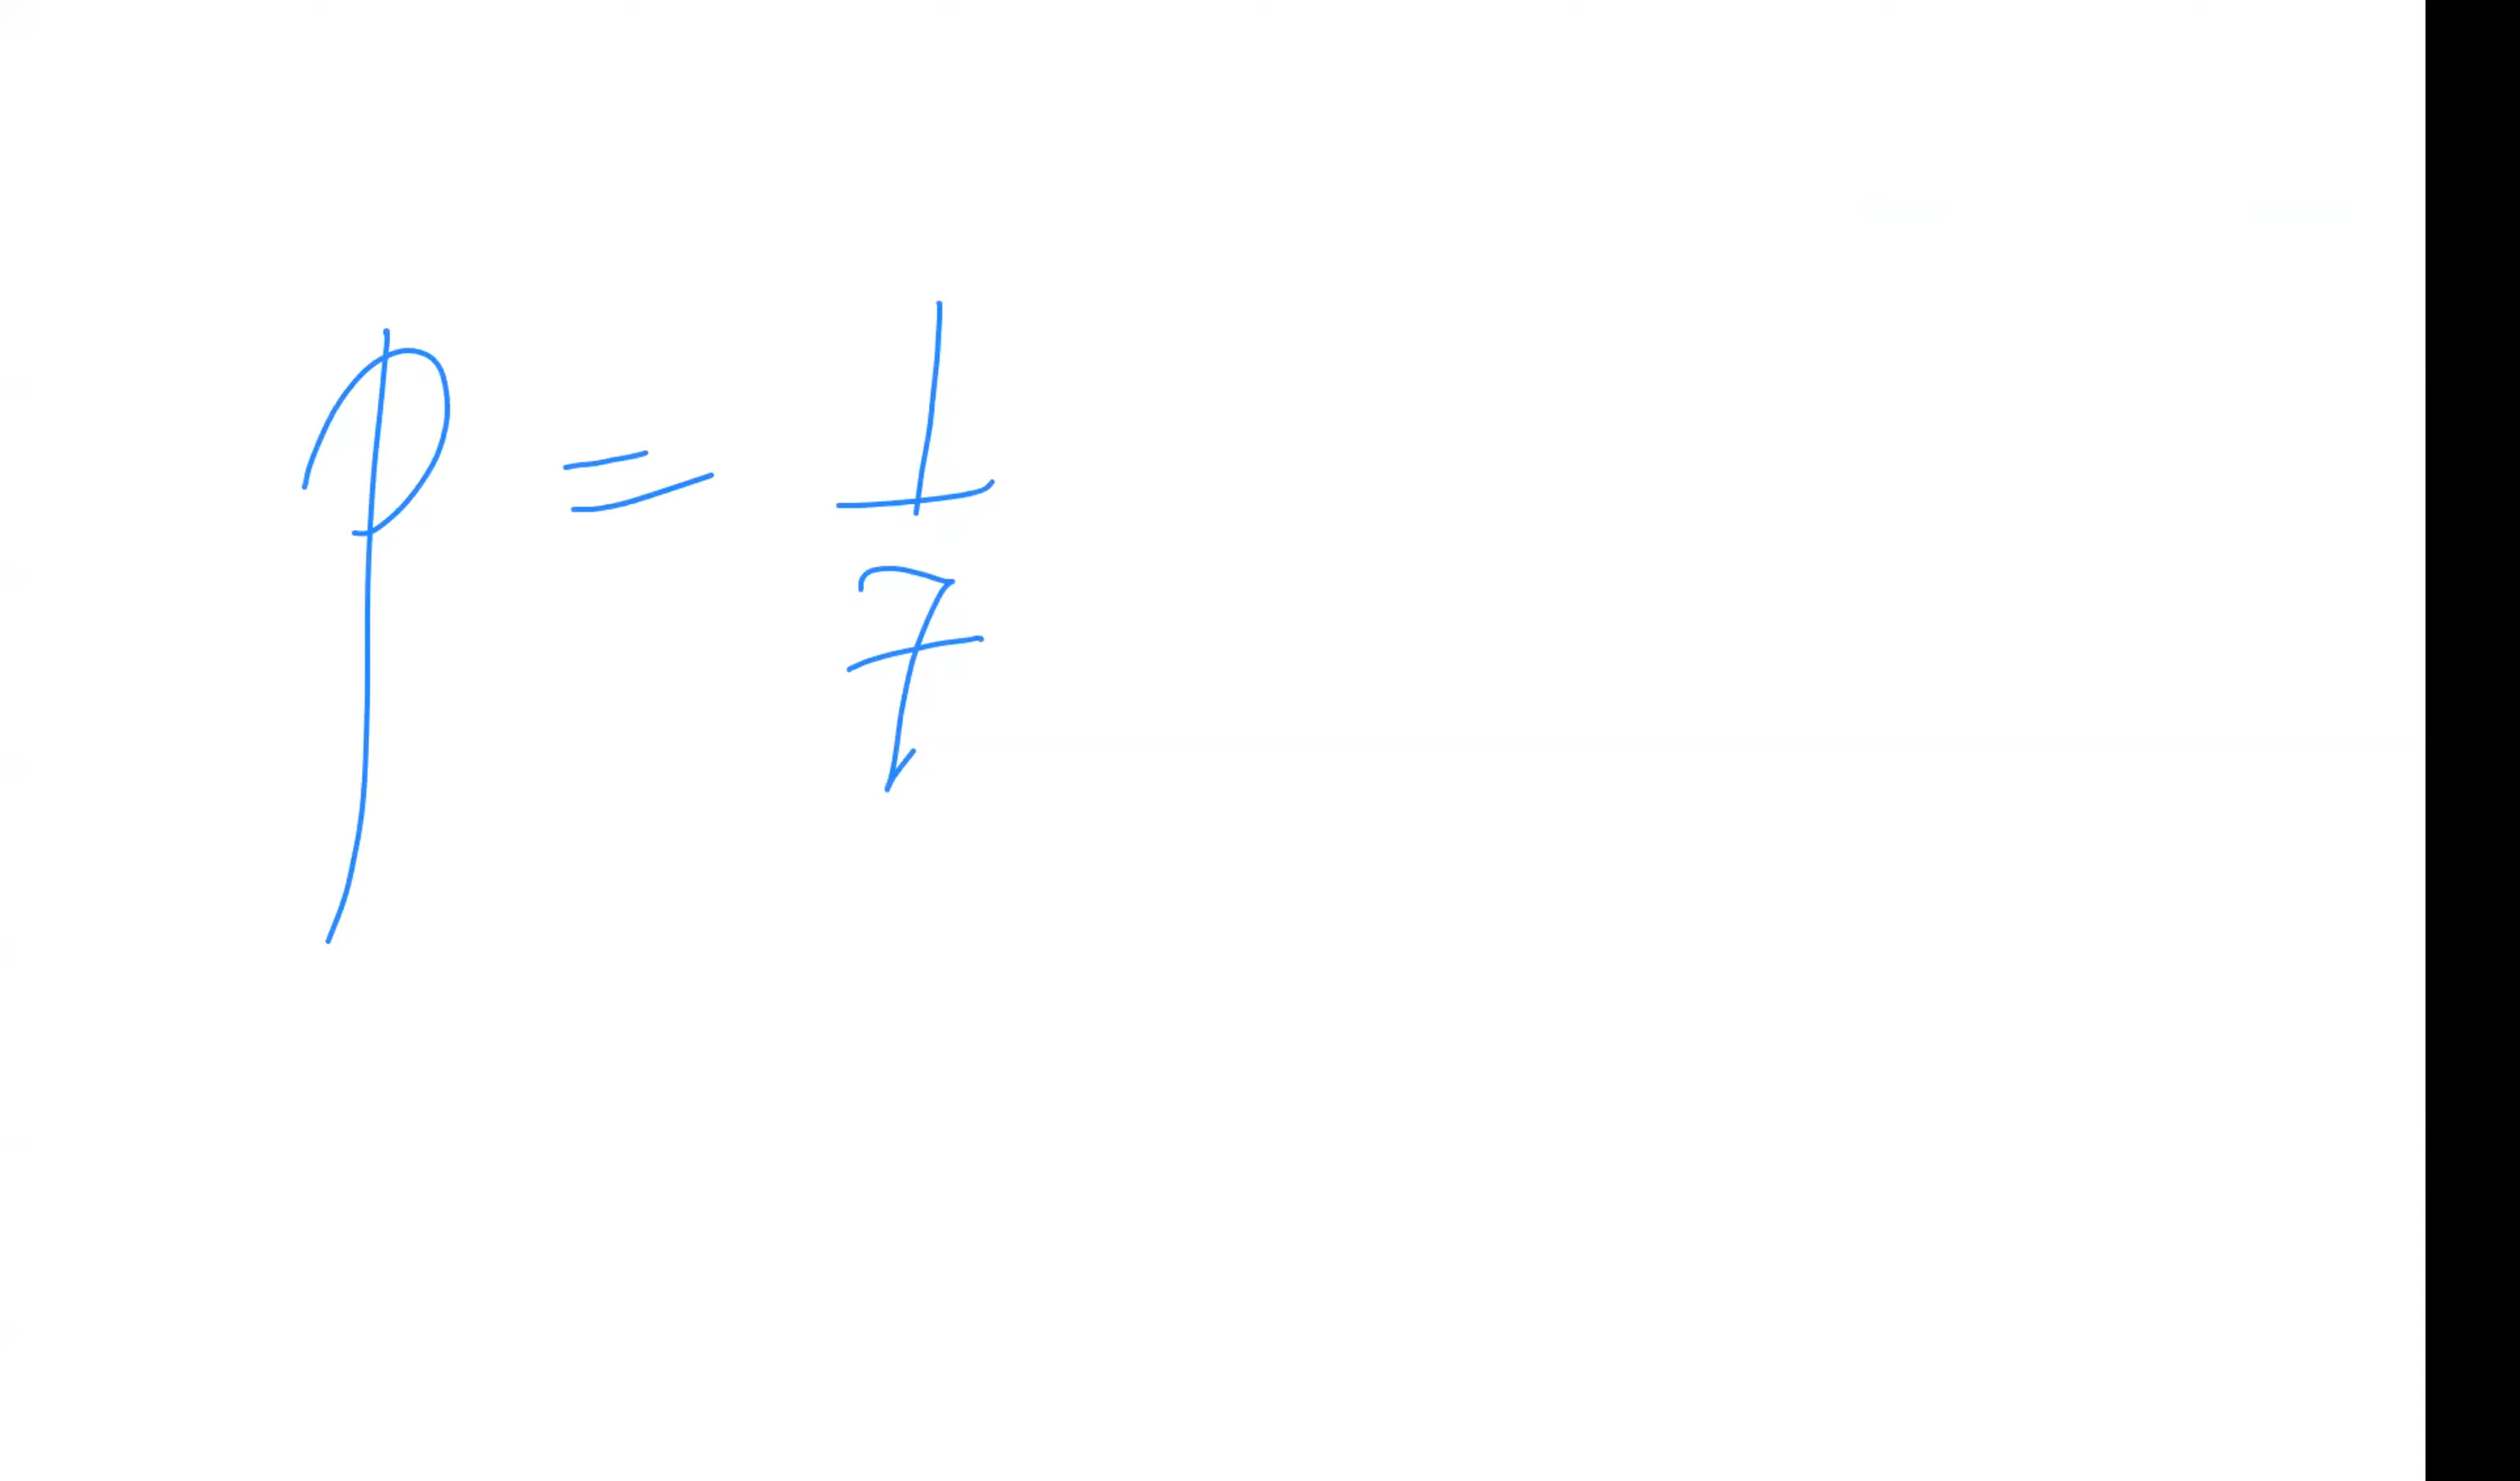 p = 1/7